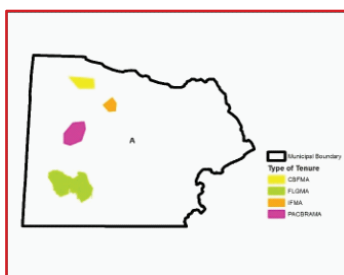 A
Municipal Boundary
Type of Tenure
CBFMA
FLGMA
IFMA
PACBRAMA